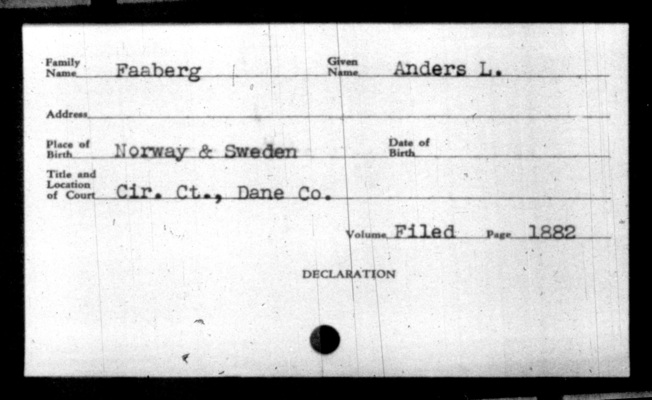 Family Name Faaberg Given Name Anders L.
Address
Place of Birth Norway & Sweden Date of Birth
Title and Location of Court Cir. Ct., Dane Co.
Volume Filed Page 1882
DECLARATION